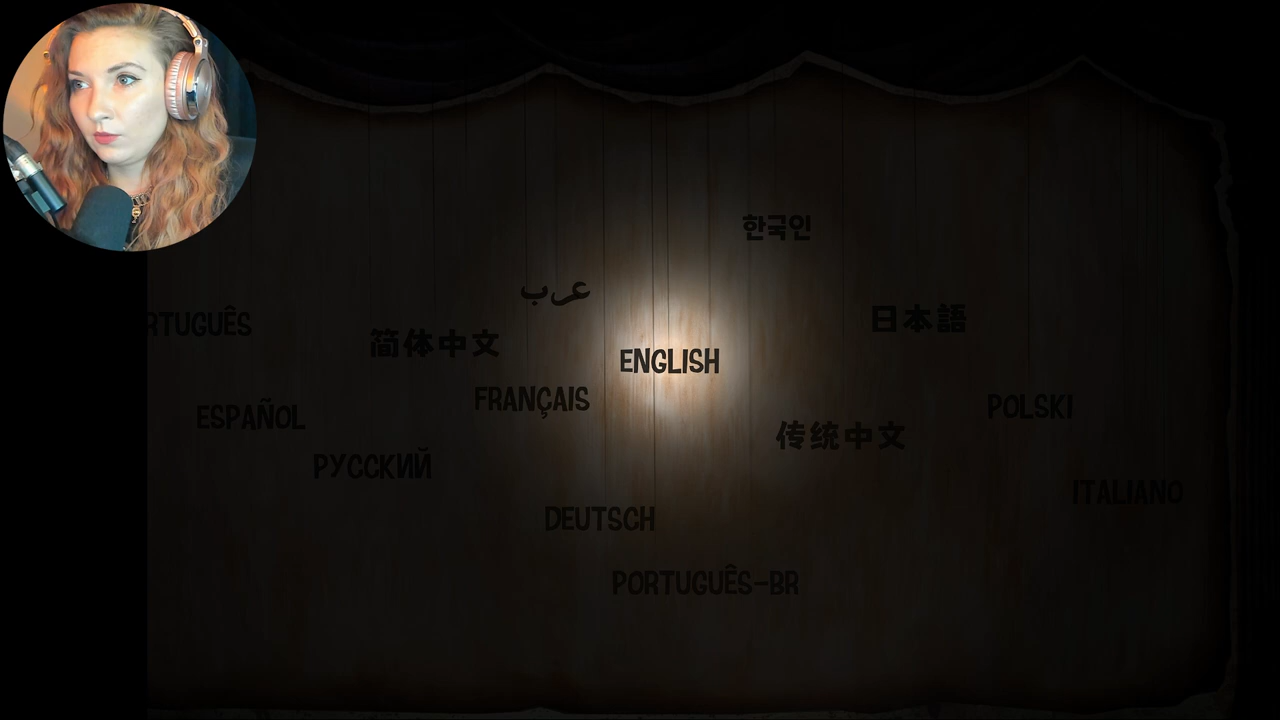 한국인
عرب
RTUGUÊS
日本語
简体中文
ENGLISH
FRANÇAIS
POLSKI
ESPAÑOL
传统中文
РУССКИЙ
ITALIANO
DEUTSCH
PORTUGUÊS-BR